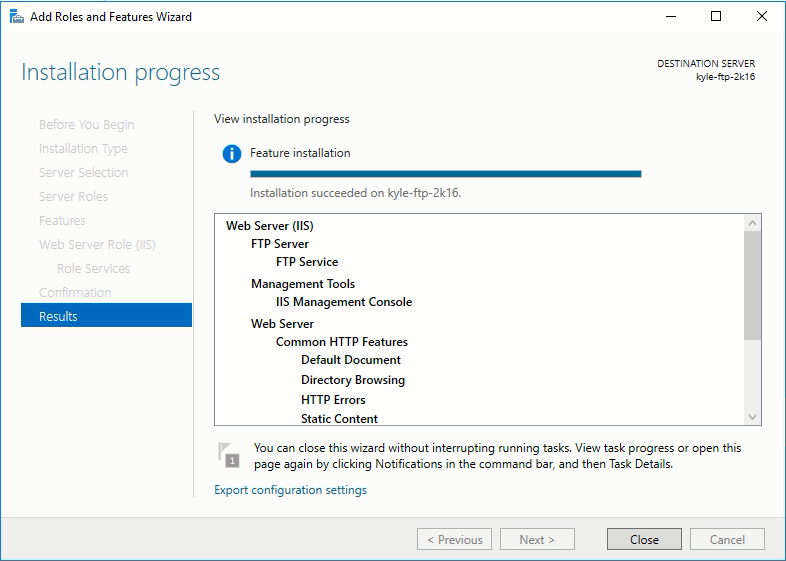 Add Roles and Features Wizard
Installation progress
DESTINATION SERVER
kyle-ftp-2k16
Before You Begin
Installation Type
Server Selection
Server Roles
Features
Web Server Role (IIS)
Role Services
Confirmation
Results
View installation progress
Feature installation
Installation succeeded on kyle-ftp-2k16.
Web Server (IIS)
FTP Server
FTP Service
Management Tools
IIS Management Console
Web Server
Common HTTP Features
Default Document
Directory Browsing
HTTP Errors
Static Content
1
You can close this wizard without interrupting running tasks. View task progress or open this
page again by clicking Notifications in the command bar, and then Task Details.
Export configuration settings
< Previous
Next >
Close
Cancel